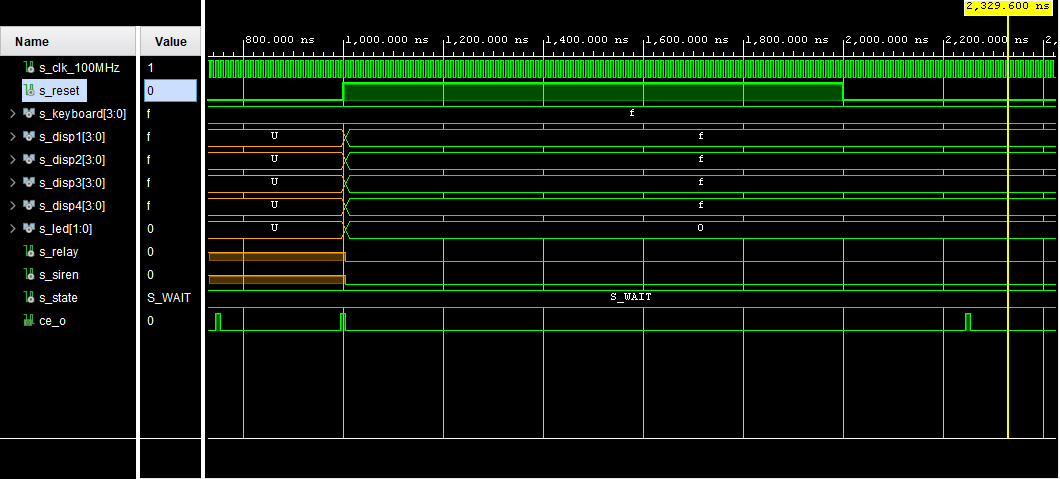 2,329.600 ns
Name Value
800.000 ns 1,000.000 ns 1,200.000 ns 1,400.000 ns 1,600.000 ns 1,800.000 ns 2,000.000 ns 2,200.000 ns
s_clk_100MHz 1
s_reset 0
s_keyboard[3:0] f f
s_disp1[3:0] f U f
s_disp2[3:0] f U f
s_disp3[3:0] f U f
s_disp4[3:0] f U f
s_led[1:0] 0 U 0
s_relay 0
s_siren 0
s_state S_WAIT S_WAIT
ce_o 0